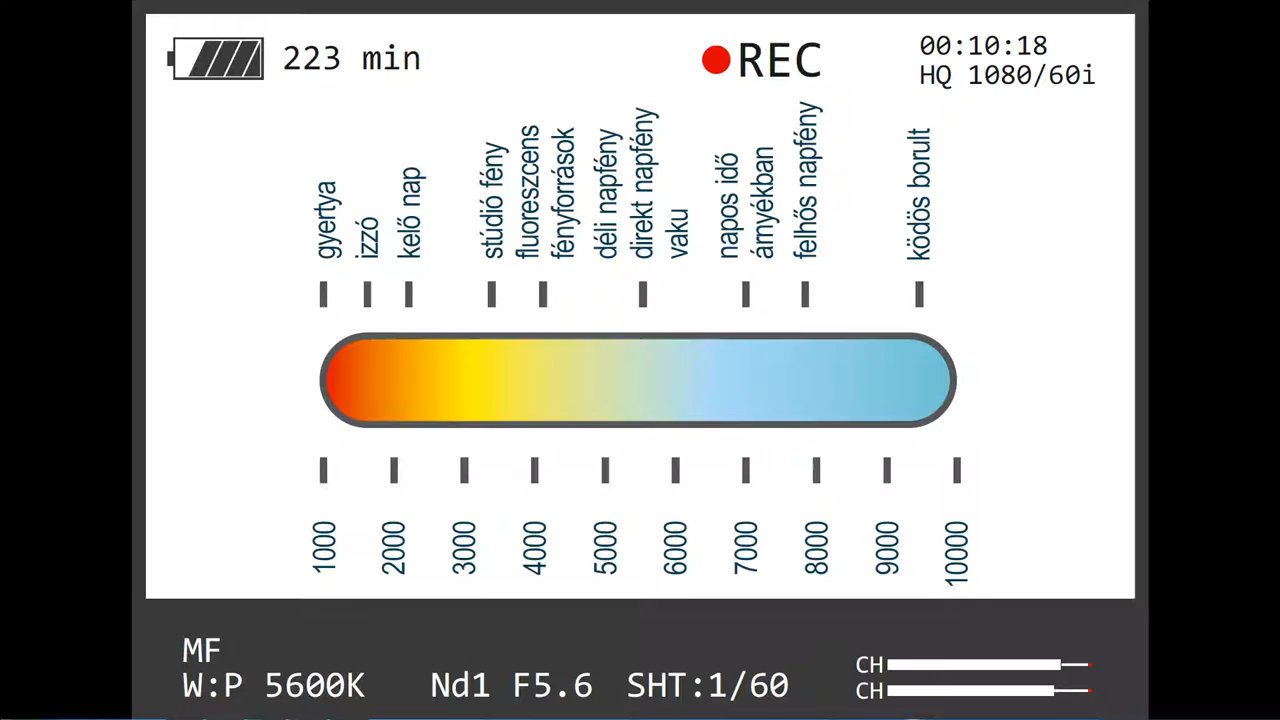 223 min
REC
00:10:18
HQ 1080/60i
gyertya
izzó
kelő nap
stúdió fény
fluoreszcens
fényforrások
déli napfény
direkt napfény
vaku
napos idő
árnyékban
felhős napfény
ködös borult
1000
2000
3000
4000
5000
6000
7000
8000
9000
10000
MF
W:P 5600K
Nd1 F5.6
SHT:1/60
CH
CH